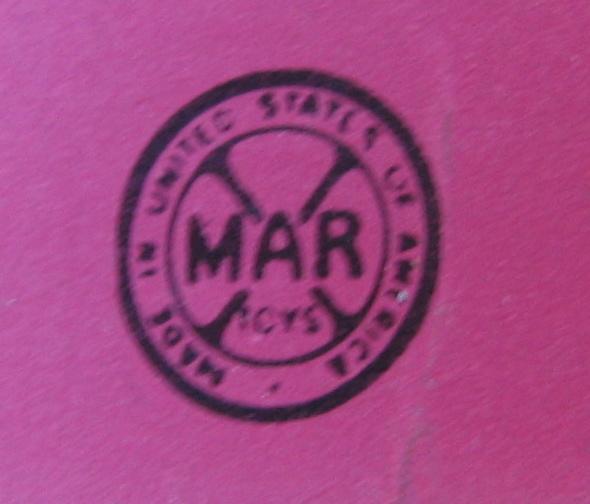 MADE IN UNITED STATES OF AMERICA
MAR
TOYS